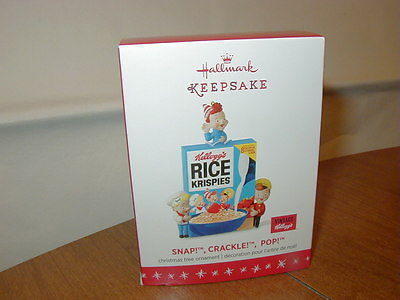 Hallmark
KEEPSAKE
Kellogg's
RICE
KRISPIES
VINTAGE
Kellogg's
SNAP!™, CRACKLE!™, POP!™
christmas tree ornament | décoration pour l'arbre de noël